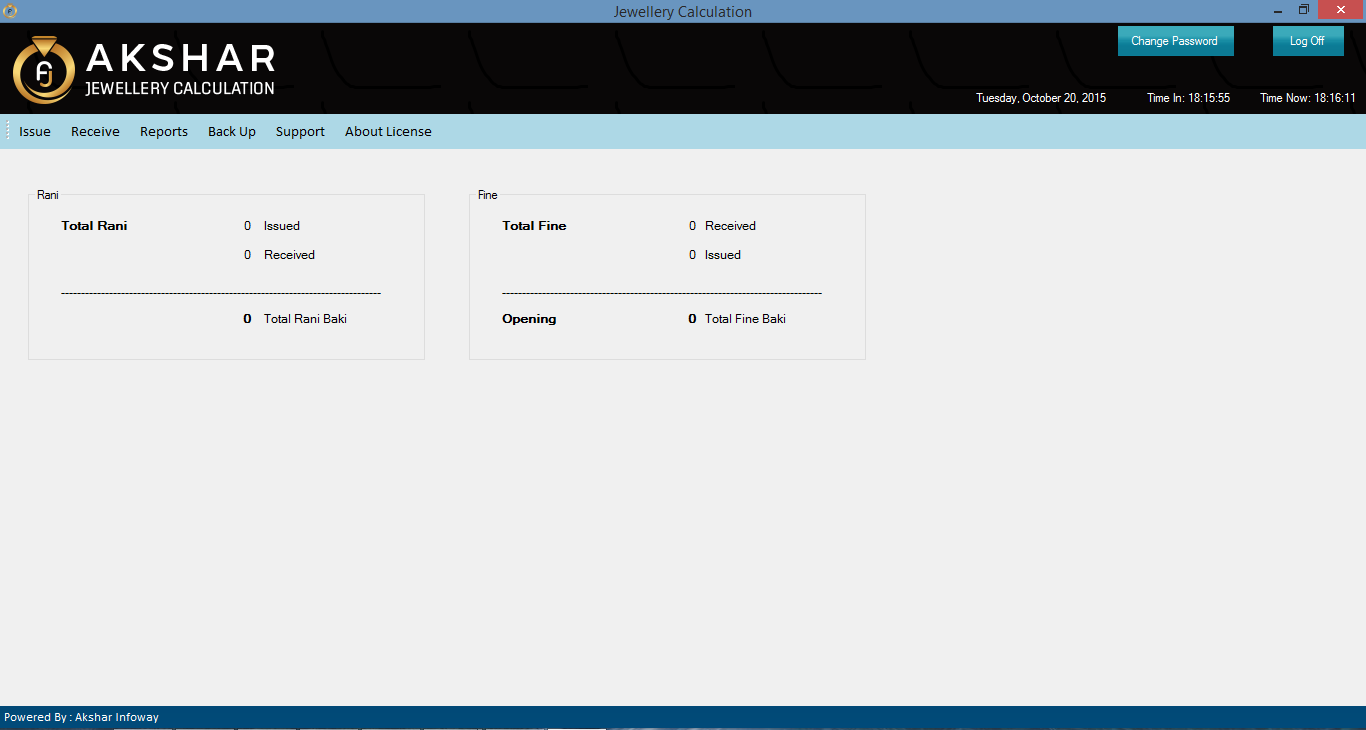 Jewellery Calculation
AKSHAR
JEWELLERY CALCULATION
Change Password
Log Off
Tuesday, October 20, 2015 Time In: 18:15:55 Time Now: 18:16:11
Issue Receive Reports Back Up Support About License
Rani
Total Rani 0 Issued
0 Received
--------------------------------------------------------------------------------
0 Total Rani Baki
Fine
Total Fine 0 Received
0 Issued
--------------------------------------------------------------------------------
Opening 0 Total Fine Baki
Powered By : Akshar Infoway